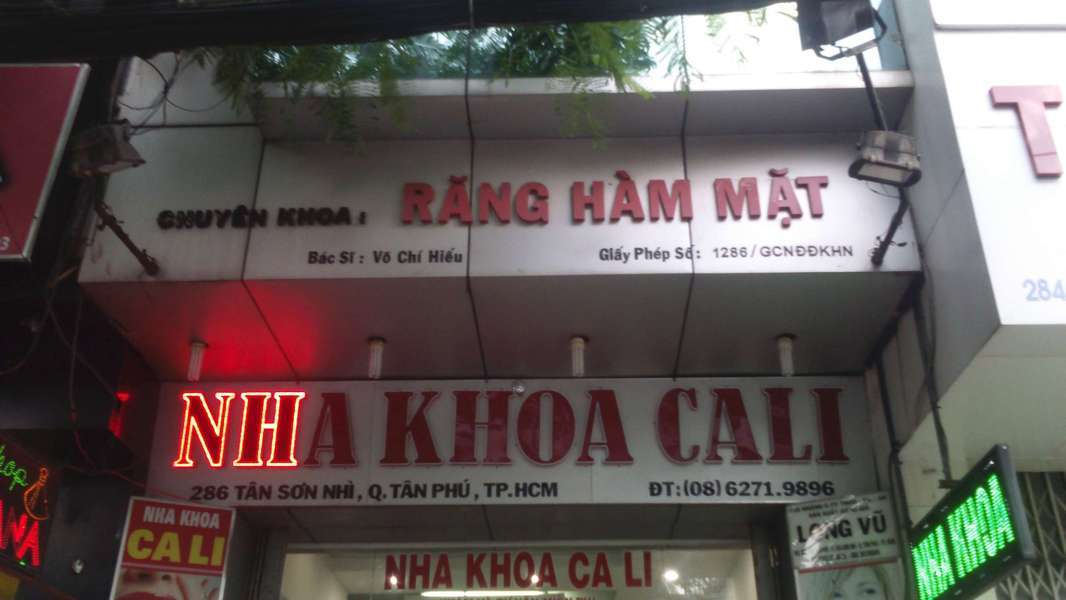 CHUYÊN KHOA: RĂNG HÀM MẶT
Bác Sĩ: Võ Chí Hiếu Giấy Phép Số: 1286/GCNĐĐKHN
NHA KHOA CALI
286 TÂN SƠN NHÌ, Q.TÂN PHÚ, TP.HCM ĐT:(08)6271.9896
NHA KHOA
CA LI
NHA KHOA CA LI
LONG VŨ
NHA KHOA
T
284
3
hop